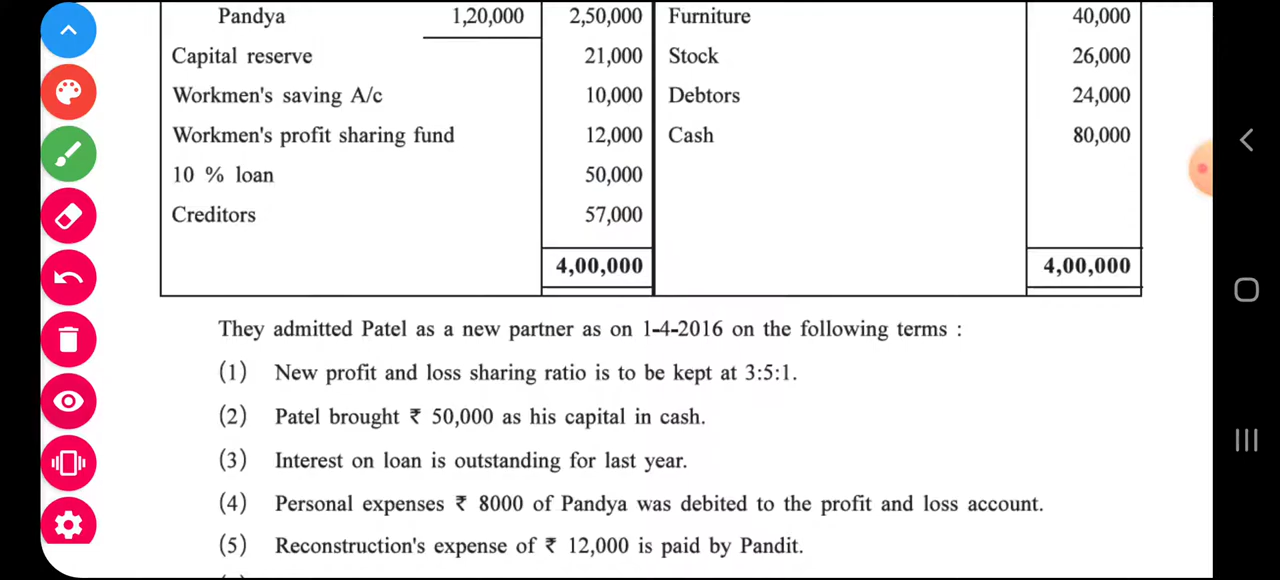 Pandya 1,20,000 2,50,000 Furniture 40,000
Capital reserve 21,000 Stock 26,000
Workmen's saving A/c 10,000 Debtors 24,000
Workmen's profit sharing fund 12,000 Cash 80,000
10 % loan 50,000
Creditors 57,000
4,00,000 4,00,000
They admitted Patel as a new partner as on 1-4-2016 on the following terms :
(1) New profit and loss sharing ratio is to be kept at 3:5:1.
(2) Patel brought ₹ 50,000 as his capital in cash.
(3) Interest on loan is outstanding for last year.
(4) Personal expenses ₹ 8000 of Pandya was debited to the profit and loss account.
(5) Reconstruction's expense of ₹ 12,000 is paid by Pandit.